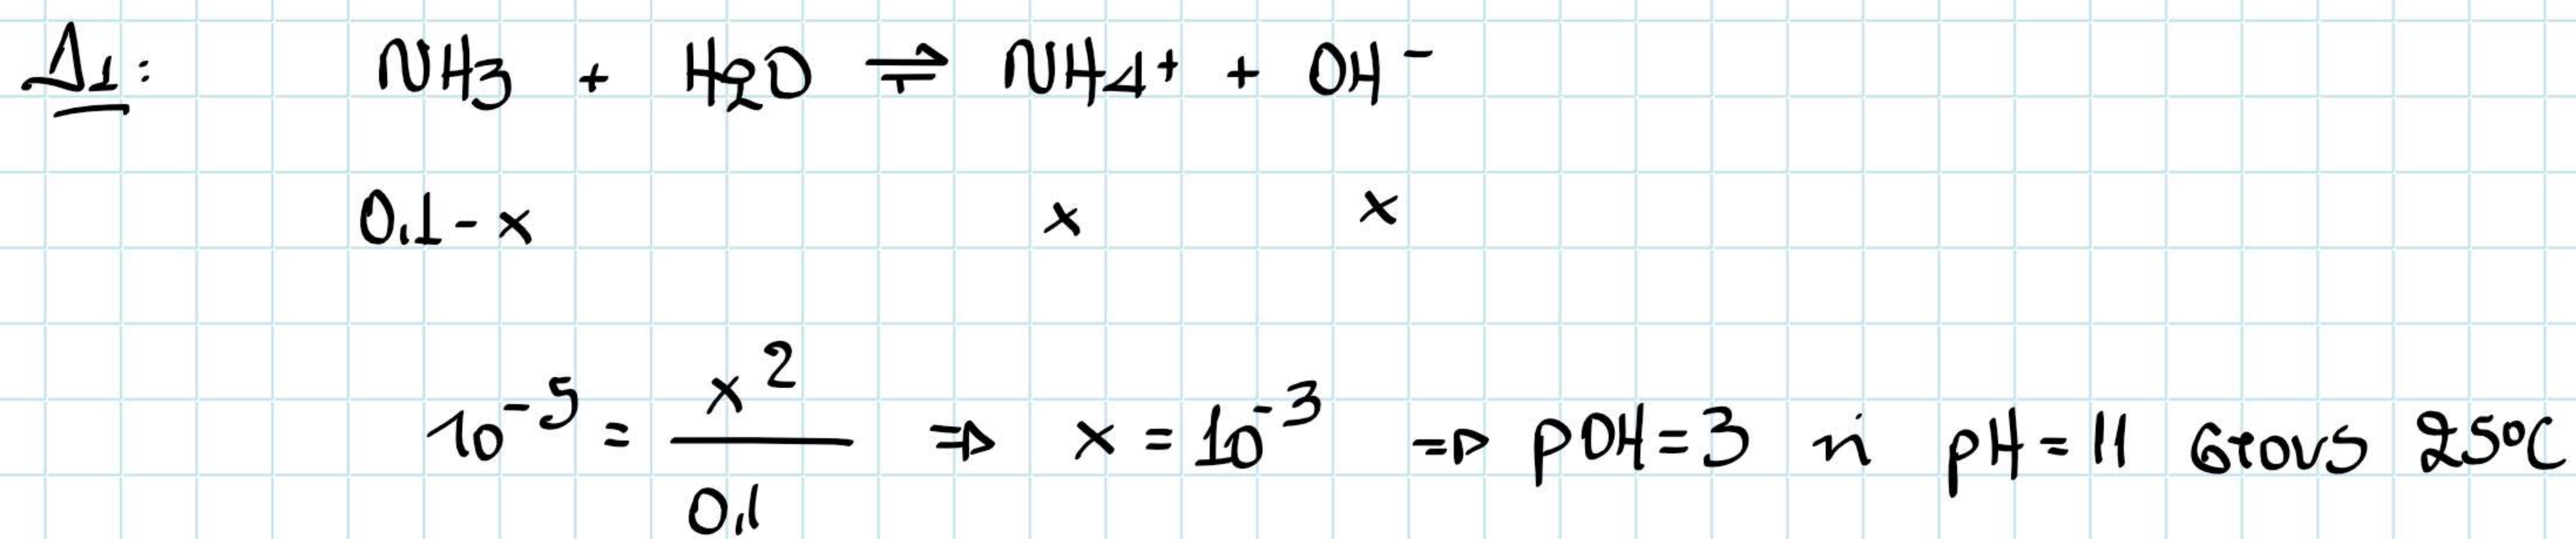 Δ1: NH3 + H2O ⇌ NH4+ + OH-
0,1-x x x
10^-5 = x^2 / 0,1 ⇒ x = 10^-3 ⇒ pOH = 3 ή pH = 11 στους 25°C